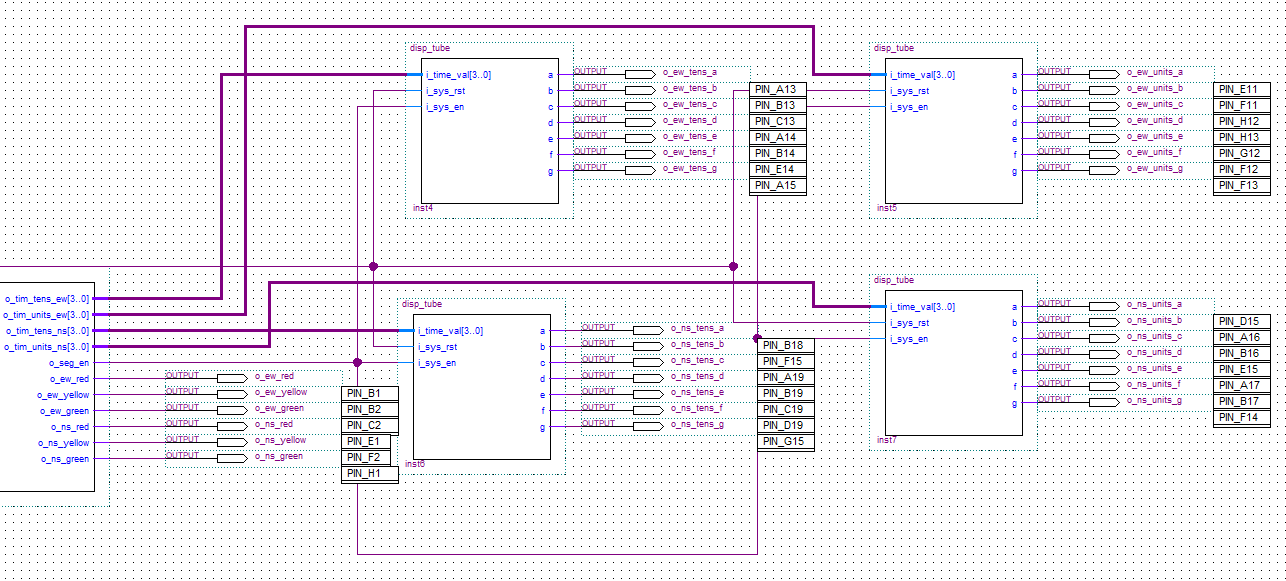 disp_tube
i_time_val[3..0]
i_sys_rst
i_sys_en
a
b
c
d
e
f
g
inst4
OUTPUT o_ew_tens_a
OUTPUT o_ew_tens_b
OUTPUT o_ew_tens_c
OUTPUT o_ew_tens_d
OUTPUT o_ew_tens_e
OUTPUT o_ew_tens_f
OUTPUT o_ew_tens_g
PIN_A13
PIN_B13
PIN_C13
PIN_A14
PIN_B14
PIN_E14
PIN_A15
disp_tube
i_time_val[3..0]
i_sys_rst
i_sys_en
a
b
c
d
e
f
g
inst5
OUTPUT o_ew_units_a
OUTPUT o_ew_units_b
OUTPUT o_ew_units_c
OUTPUT o_ew_units_d
OUTPUT o_ew_units_e
OUTPUT o_ew_units_f
OUTPUT o_ew_units_g
PIN_E11
PIN_F11
PIN_H12
PIN_H13
PIN_G12
PIN_F12
PIN_F13
o_tim_tens_ew[3..0]
o_tim_units_ew[3..0]
o_tim_tens_ns[3..0]
o_tim_units_ns[3..0]
o_seg_en
o_ew_red
o_ew_yellow
o_ew_green
o_ns_red
o_ns_yellow
o_ns_green
OUTPUT o_ew_red
OUTPUT o_ew_yellow
OUTPUT o_ew_green
OUTPUT o_ns_red
OUTPUT o_ns_yellow
OUTPUT o_ns_green
PIN_B1
PIN_B2
PIN_C2
PIN_E1
PIN_F2
PIN_H1
disp_tube
i_time_val[3..0]
i_sys_rst
i_sys_en
a
b
c
d
e
f
g
inst6
OUTPUT o_ns_tens_a
OUTPUT o_ns_tens_b
OUTPUT o_ns_tens_c
OUTPUT o_ns_tens_d
OUTPUT o_ns_tens_e
OUTPUT o_ns_tens_f
OUTPUT o_ns_tens_g
PIN_B18
PIN_F15
PIN_A19
PIN_B19
PIN_C19
PIN_D19
PIN_G15
disp_tube
i_time_val[3..0]
i_sys_rst
i_sys_en
a
b
c
d
e
f
g
inst7
OUTPUT o_ns_units_a
OUTPUT o_ns_units_b
OUTPUT o_ns_units_c
OUTPUT o_ns_units_d
OUTPUT o_ns_units_e
OUTPUT o_ns_units_f
OUTPUT o_ns_units_g
PIN_D15
PIN_A16
PIN_B16
PIN_E15
PIN_A17
PIN_B17
PIN_F14